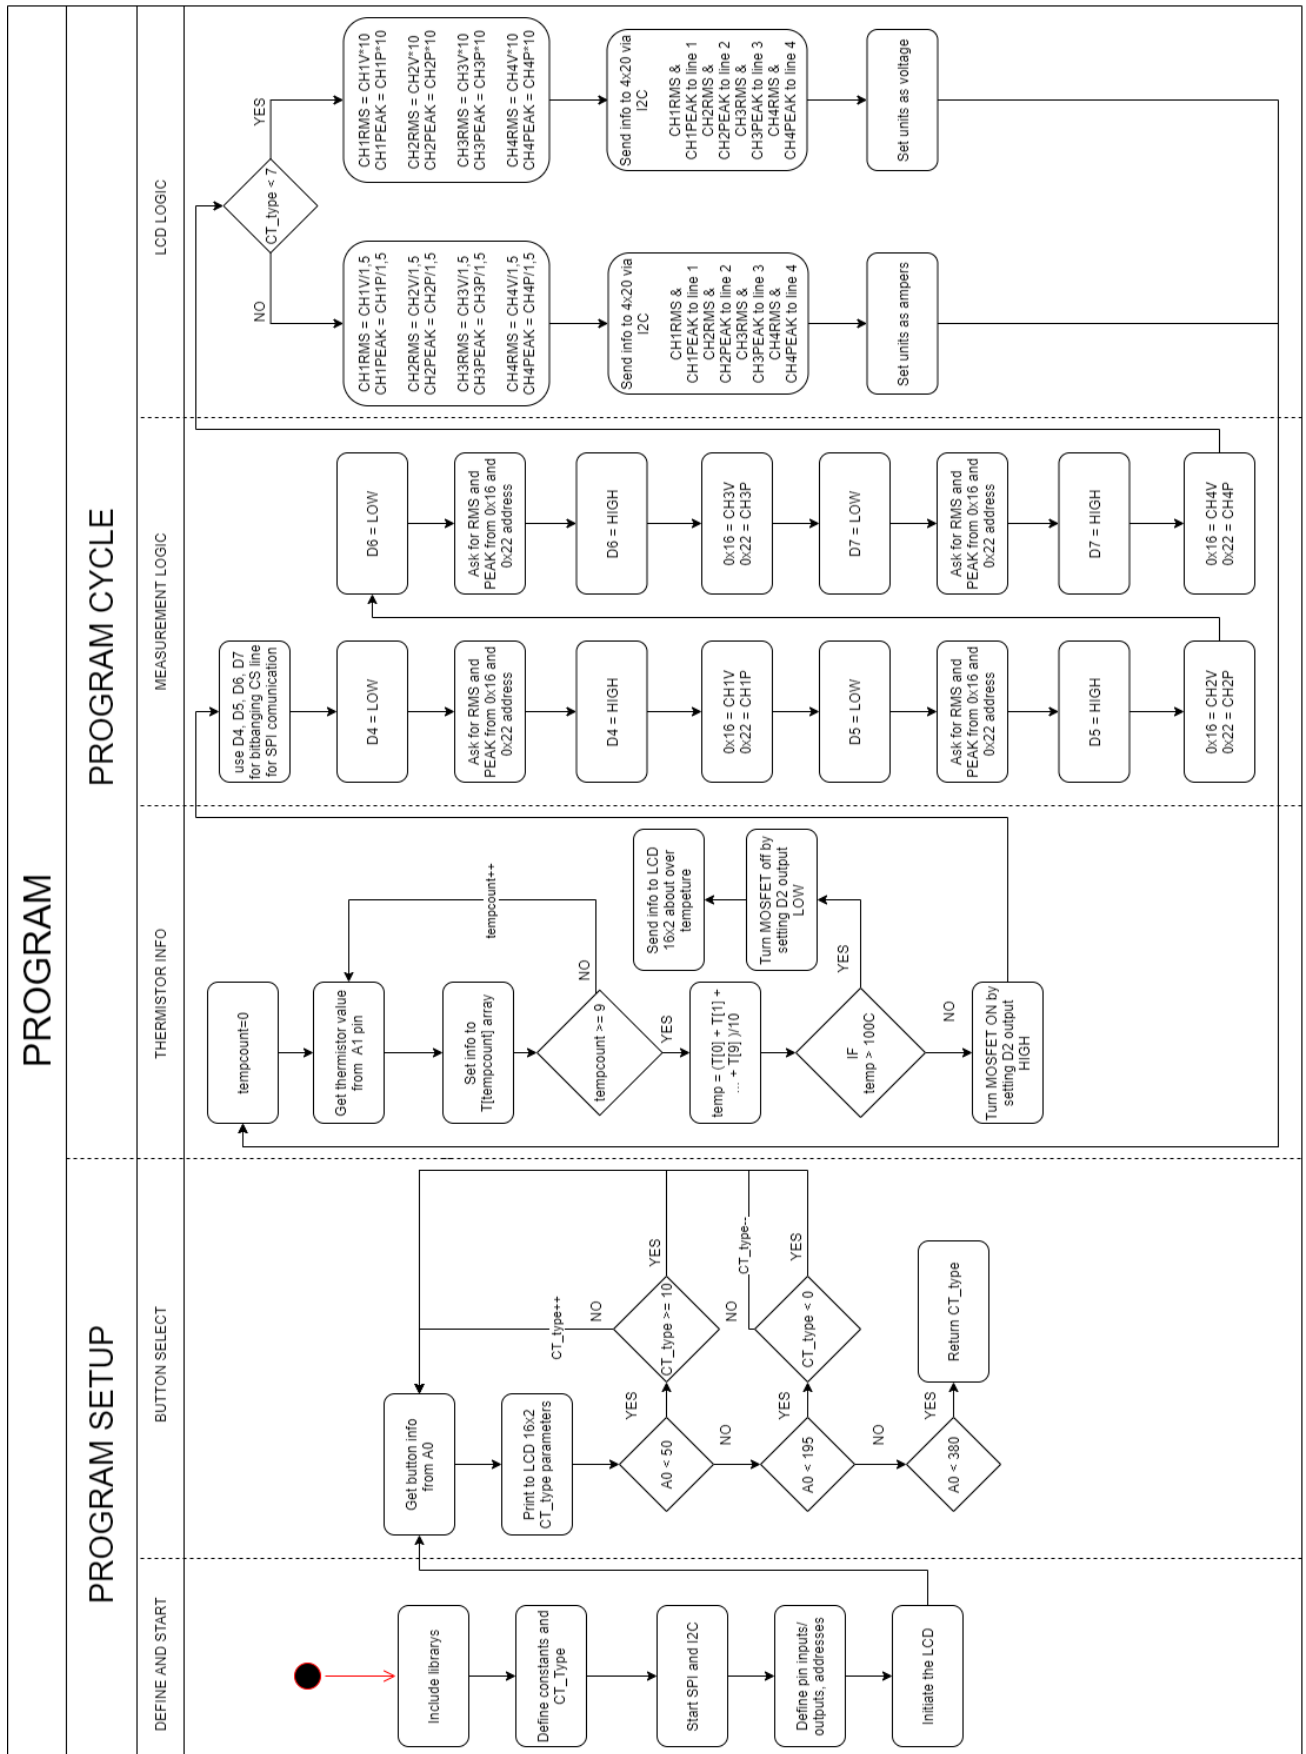 PROGRAM
PROGRAM SETUP
PROGRAM CYCLE
DEFINE AND START
BUTTON SELECT
THERMISTOR INFO
MEASUREMENT LOGIC
LCD LOGIC
Include librarys
Define constants and
CT_Type
Start SPI and I2C
Define pin inputs/
outputs, addresses
Initiate the LCD
Get button info
from A0
Print to LCD 16x2
CT_type parameters
A0 < 50
YES
NO
CT_type >= 10
YES
NO
CT_type++
A0 < 195
YES
NO
CT_type < 0
YES
NO
CT_type--
A0 < 380
YES
Return CT_type
tempcount=0
Get thermistor value
from A1 pin
Set info to
T[tempcount] array
tempcount >= 9
NO
tempcount++
YES
temp = (T[0] + T[1] +
... + T[9] )/10
IF
temp > 100C
YES
Turn MOSFET off by
setting D2 output
LOW
Send info to LCD
16x2 about over
tempeture
NO
Turn MOSFET ON by
setting D2 output
HIGH
use D4, D5, D6, D7
for bitbanging CS line
for SPI comunication
D4 = LOW
Ask for RMS and
PEAK from 0x16 and
0x22 address
D4 = HIGH
0x16 = CH1V
0x22 = CH1P
D5 = LOW
Ask for RMS and
PEAK from 0x16 and
0x22 address
D5 = HIGH
0x16 = CH2V
0x22 = CH2P
D6 = LOW
Ask for RMS and
PEAK from 0x16 and
0x22 address
D6 = HIGH
0x16 = CH3V
0x22 = CH3P
D7 = LOW
Ask for RMS and
PEAK from 0x16 and
0x22 address
D7 = HIGH
0x16 = CH4V
0x22 = CH4P
CT_type < 7
NO
CH1RMS = CH1V/1,5
CH1PEAK = CH1P/1,5
CH2RMS = CH2V/1,5
CH2PEAK = CH2P/1,5
CH3RMS = CH3V/1,5
CH3PEAK = CH3P/1,5
CH4RMS = CH4V/1,5
CH4PEAK = CH4P/1,5
Send info to 4x20 via
I2C
CH1RMS &
CH1PEAK to line 1
CH2RMS &
CH2PEAK to line 2
CH3RMS &
CH3PEAK to line 3
CH4RMS &
CH4PEAK to line 4
Set units as ampers
YES
CH1RMS = CH1V*10
CH1PEAK = CH1P*10
CH2RMS = CH2V*10
CH2PEAK = CH2P*10
CH3RMS = CH3V*10
CH3PEAK = CH3P*10
CH4RMS = CH4V*10
CH4PEAK = CH4P*10
Send info to 4x20 via
I2C
CH1RMS &
CH1PEAK to line 1
CH2RMS &
CH2PEAK to line 2
CH3RMS &
CH3PEAK to line 3
CH4RMS &
CH4PEAK to line 4
Set units as voltage